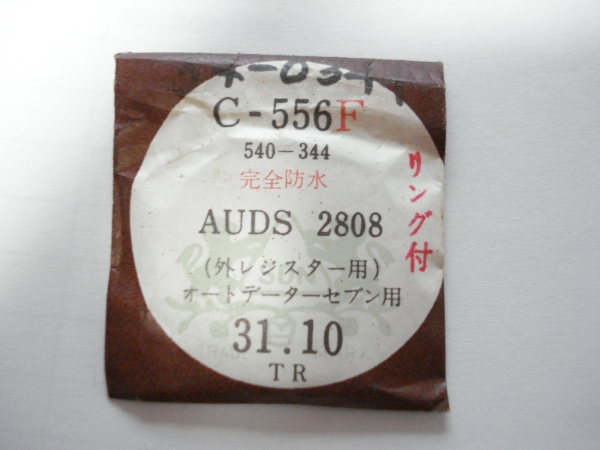 C-556F
540-344
完全防水
AUDS 2808
(外レジスター用)
オートデーターセブン用
31.10
TR
リング付